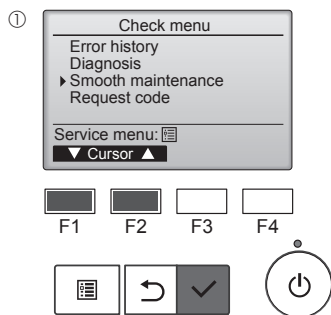 ①
Check menu
Error history
Diagnosis
Smooth maintenance
Request code
Service menu:
▼ Cursor ▲
F1 F2 F3 F4